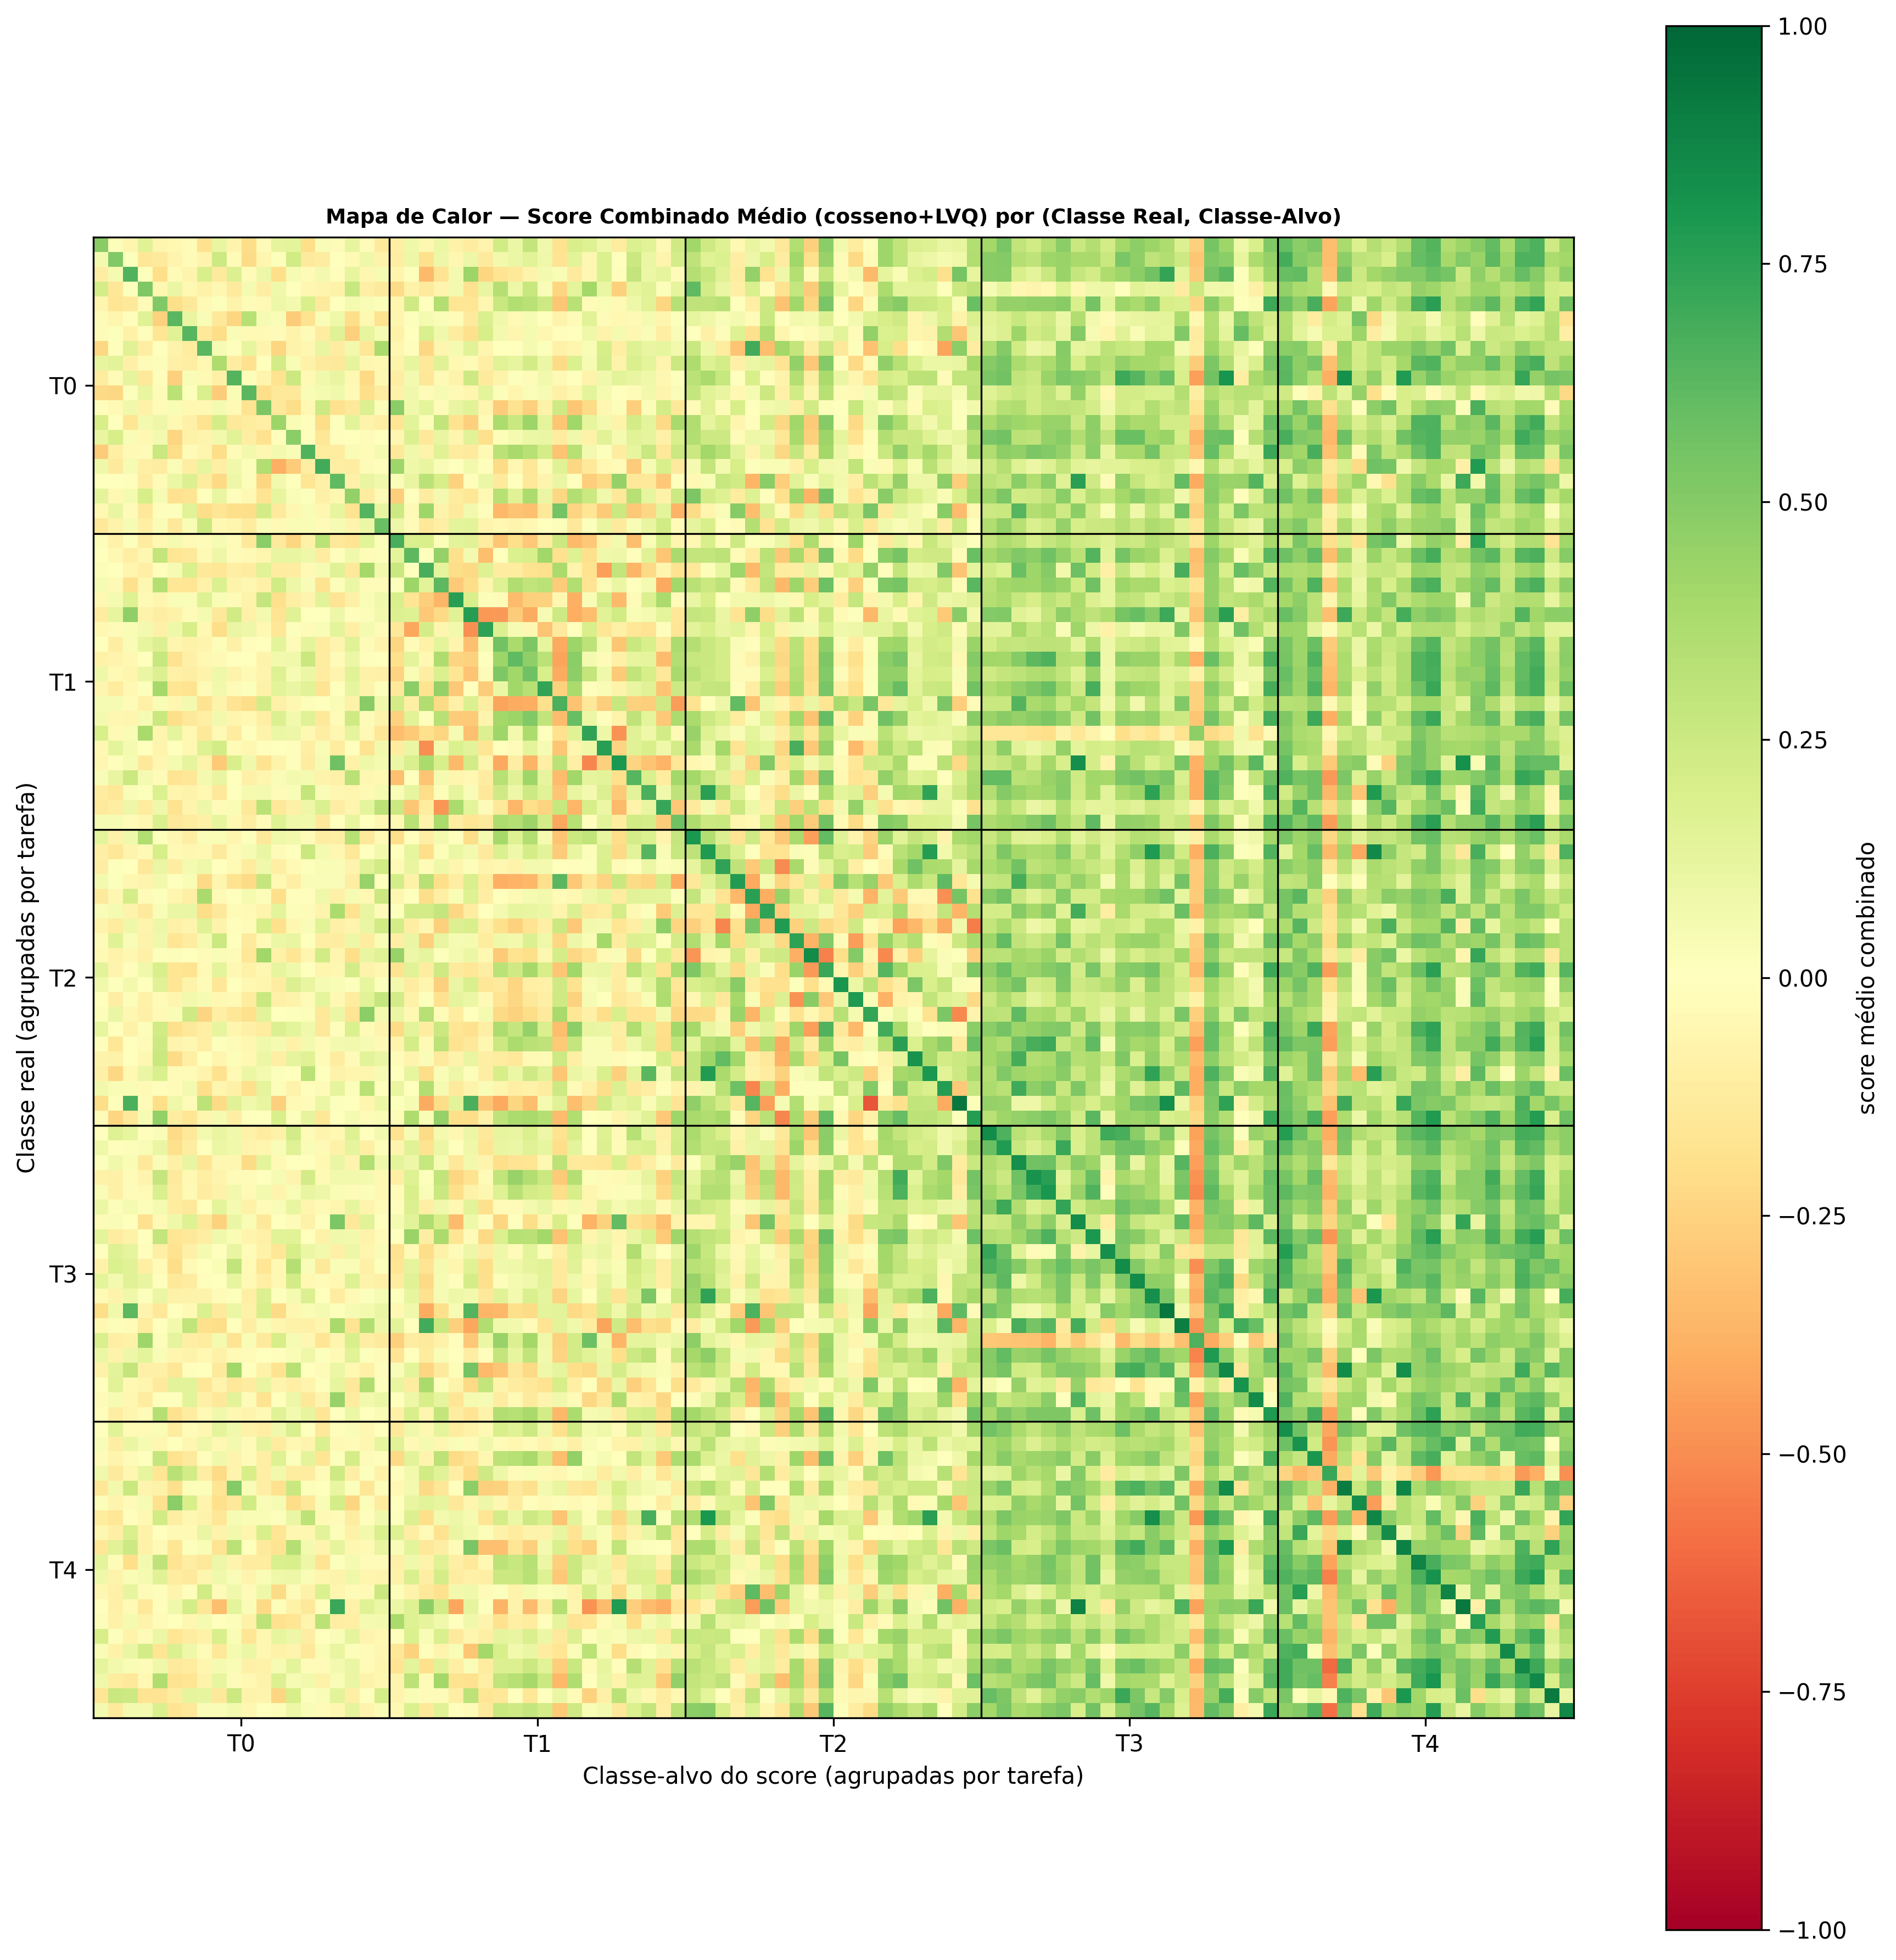 Mapa de Calor — Score Combinado Médio (cosseno+LVQ) por (Classe Real, Classe-Alvo)
Classe real (agrupadas por tarefa)
T0
T1
T2
T3
T4
T0 T1 T2 T3 T4
Classe-alvo do score (agrupadas por tarefa)
1.00
0.75
0.50
0.25
0.00
−0.25
−0.50
−0.75
−1.00
score médio combinado